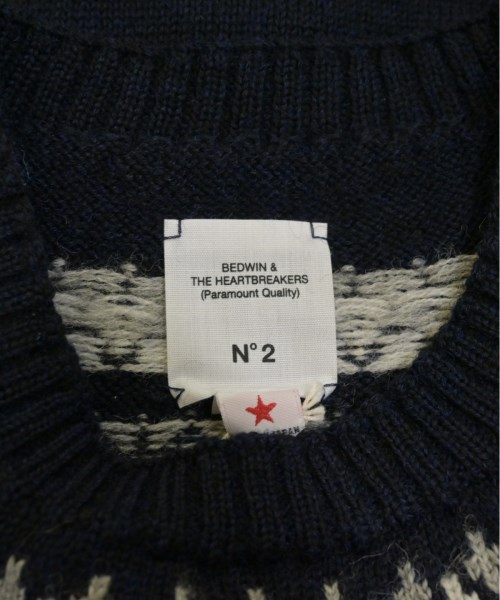 BEDWIN &
THE HEARTBREAKERS
(Paramount Quality)
N° 2